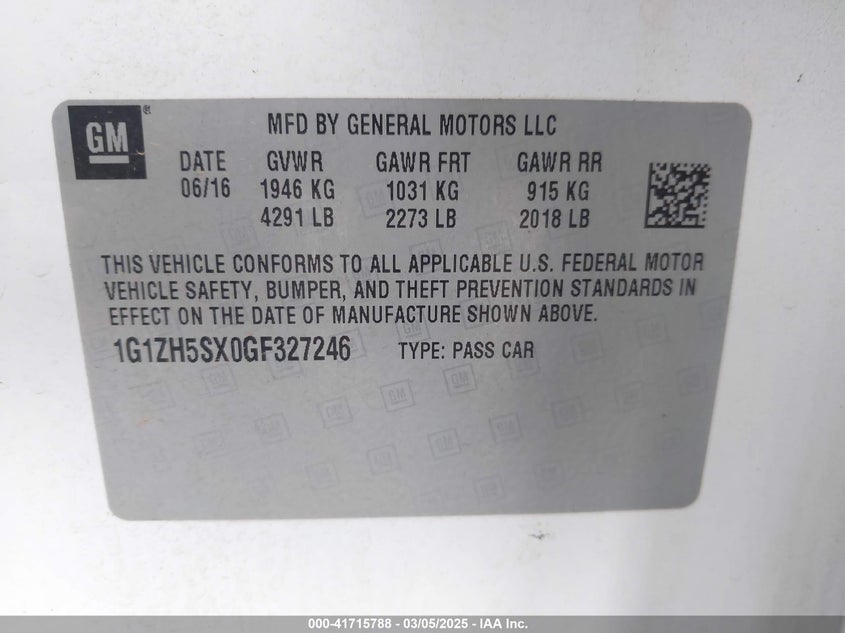 GM ®
MFD BY GENERAL MOTORS LLC
DATE GVWR GAWR FRT GAWR RR
06/16 1946 KG 1031 KG 915 KG
4291 LB 2273 LB 2018 LB
THIS VEHICLE CONFORMS TO ALL APPLICABLE U.S. FEDERAL MOTOR
VEHICLE SAFETY, BUMPER, AND THEFT PREVENTION STANDARDS IN
EFFECT ON THE DATE OF MANUFACTURE SHOWN ABOVE.
1G1ZH5SX0GF327246 TYPE: PASS CAR
000-41715788 - 03/05/2025 - IAA Inc.